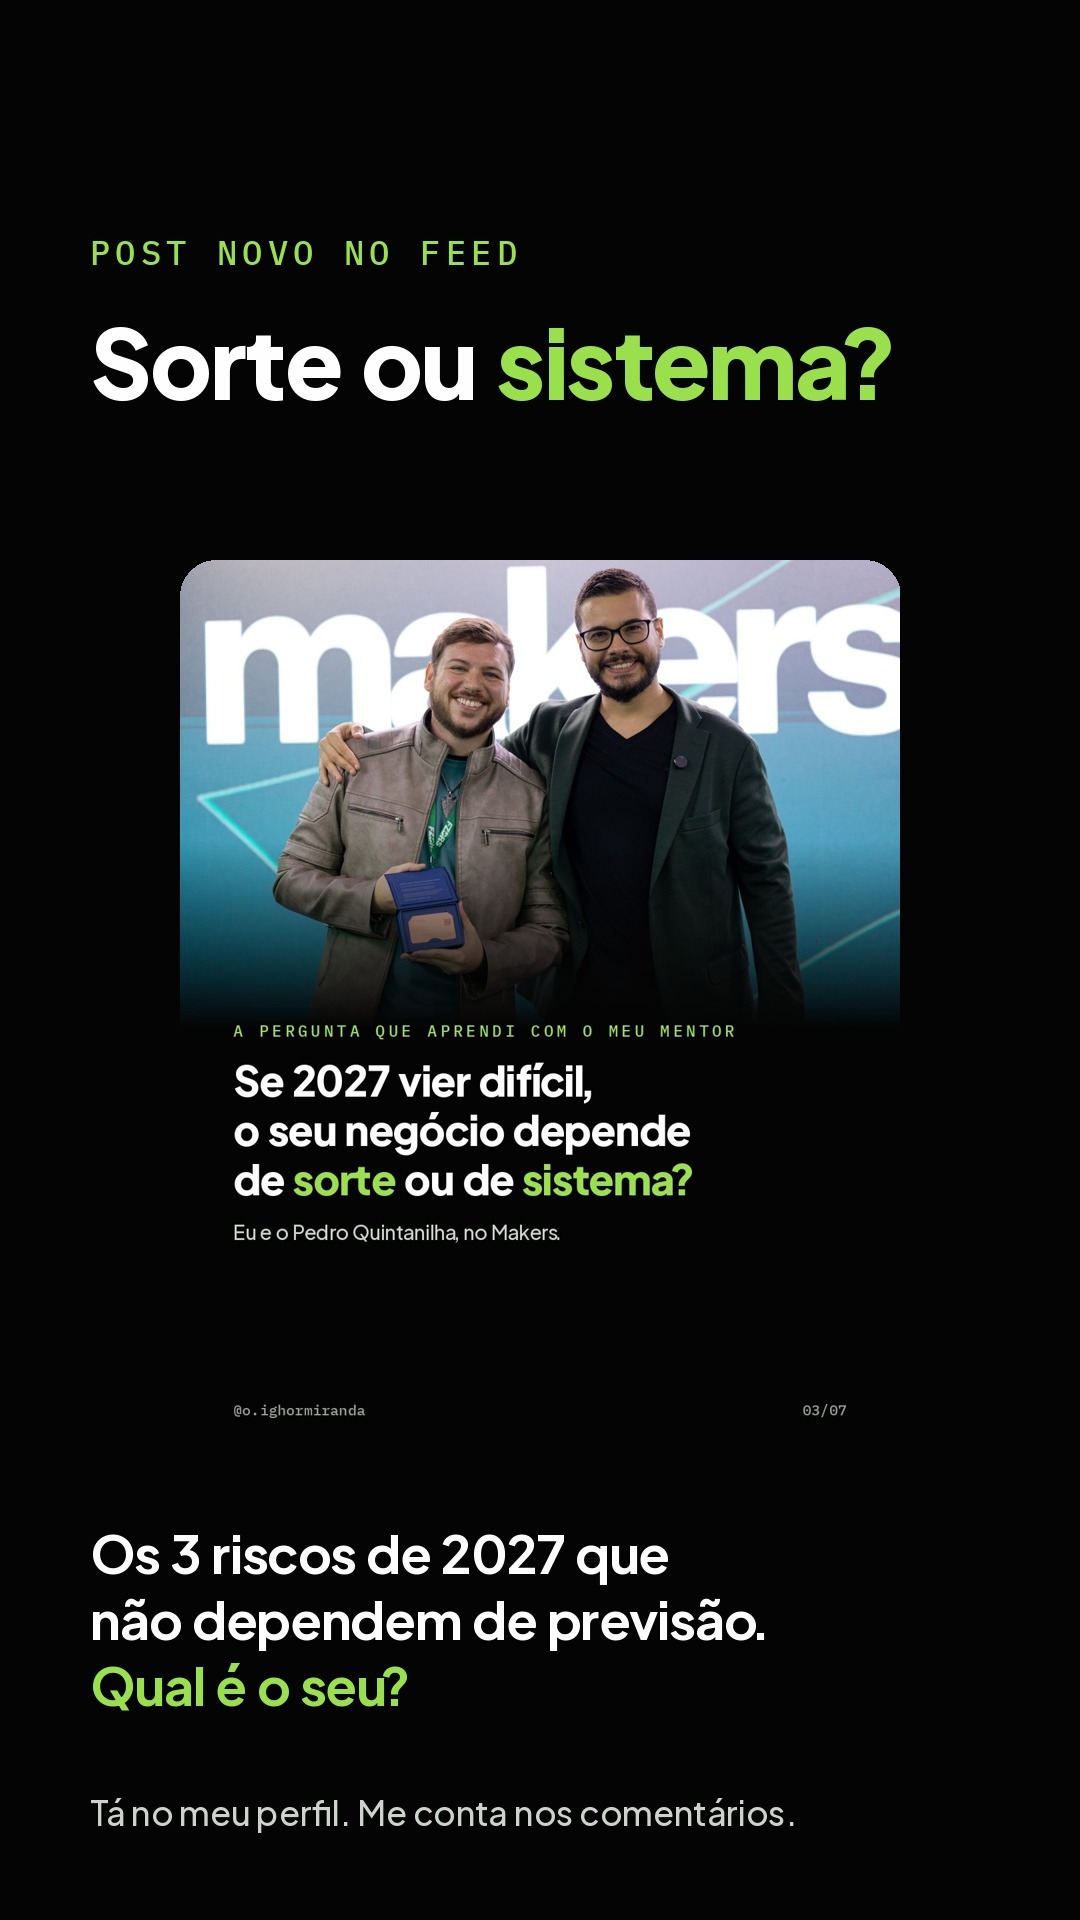 POST NOVO NO FEED
Sorte ou sistema?
makers
A PERGUNTA QUE APRENDI COM O MEU MENTOR
Se 2027 vier difícil,
o seu negócio depende
de sorte ou de sistema?
Eu e o Pedro Quintanilha, no Makers.
@o.ighormiranda
03/07
Os 3 riscos de 2027 que
não dependem de previsão.
Qual é o seu?
Tá no meu perfil. Me conta nos comentários.